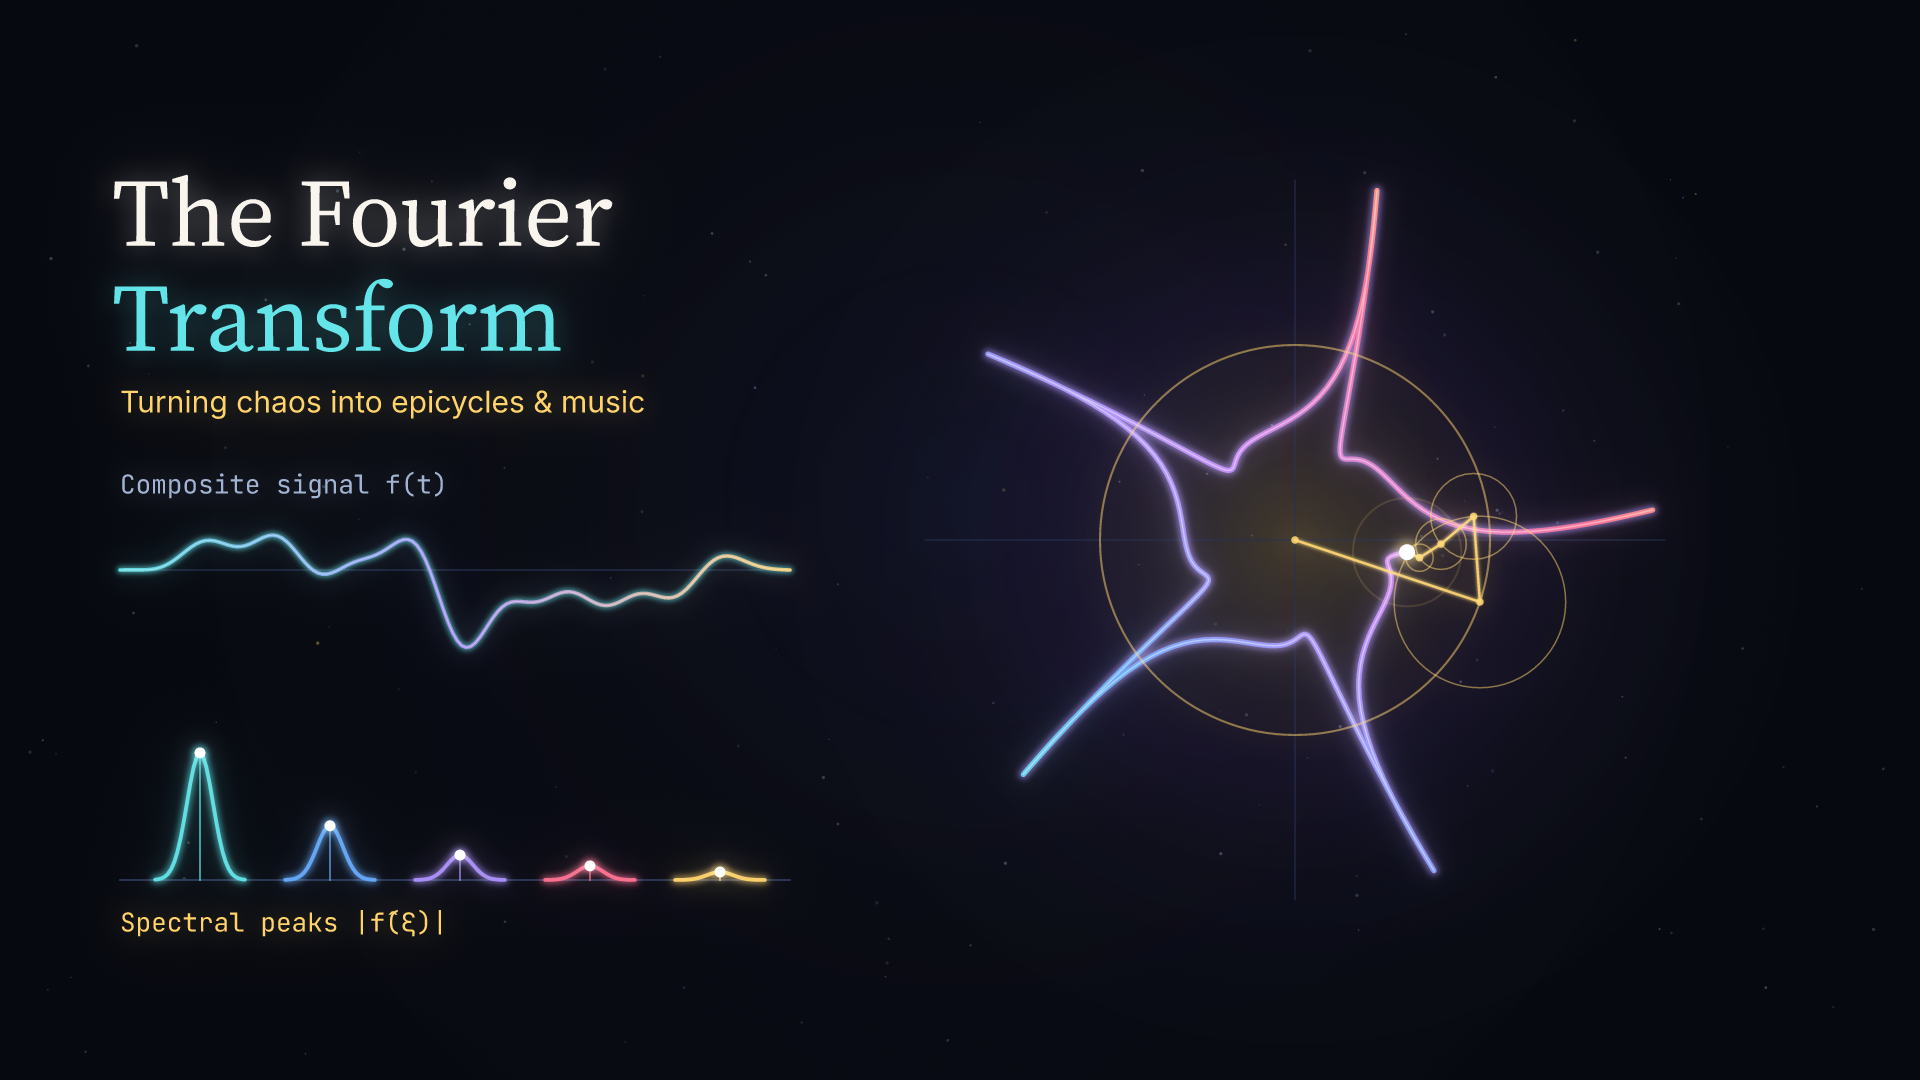 The Fourier
Transform
Turning chaos into epicycles & music
Composite signal f(t)
Spectral peaks |f̂(ξ)|